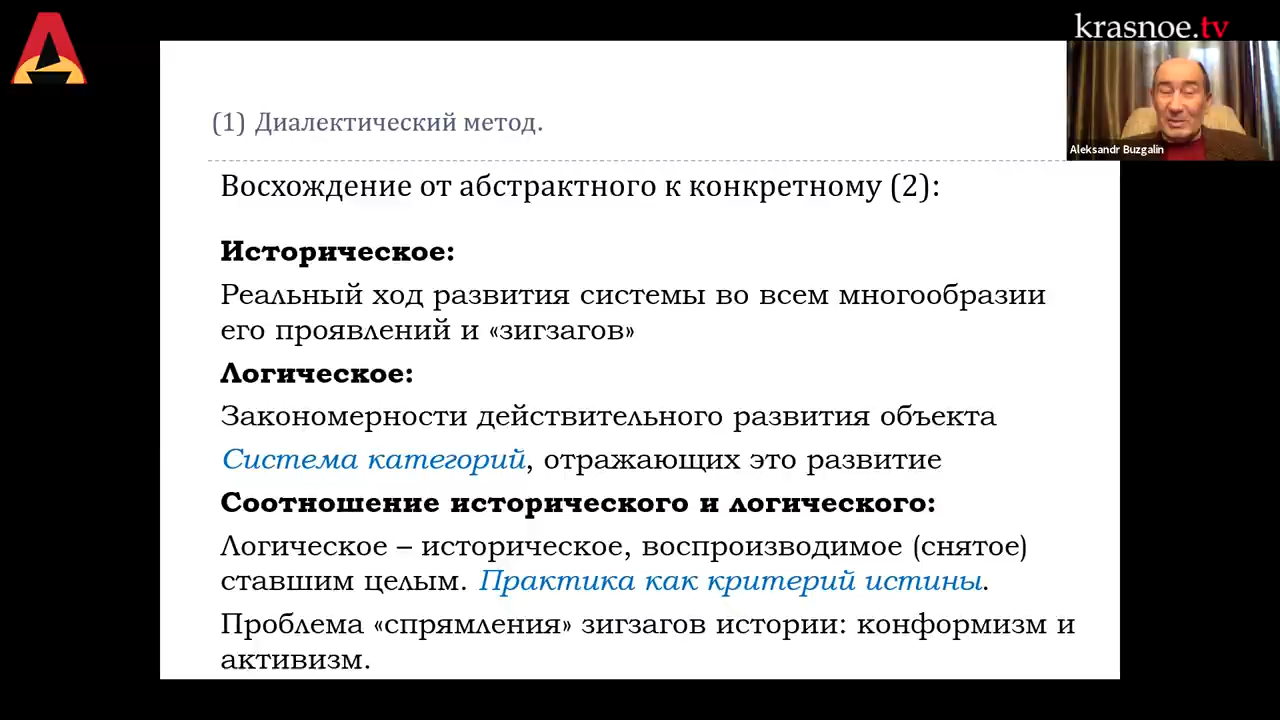 krasnoe.tv
Aleksandr Buzgalin
(1) Диалектический метод.
Восхождение от абстрактного к конкретному (2):
Историческое:
Реальный ход развития системы во всем многообразии
его проявлений и «зигзагов»
Логическое:
Закономерности действительного развития объекта
Система категорий, отражающих это развитие
Соотношение исторического и логического:
Логическое – историческое, воспроизводимое (снятое)
ставшим целым. Практика как критерий истины.
Проблема «спрямления» зигзагов истории: конформизм и
активизм.